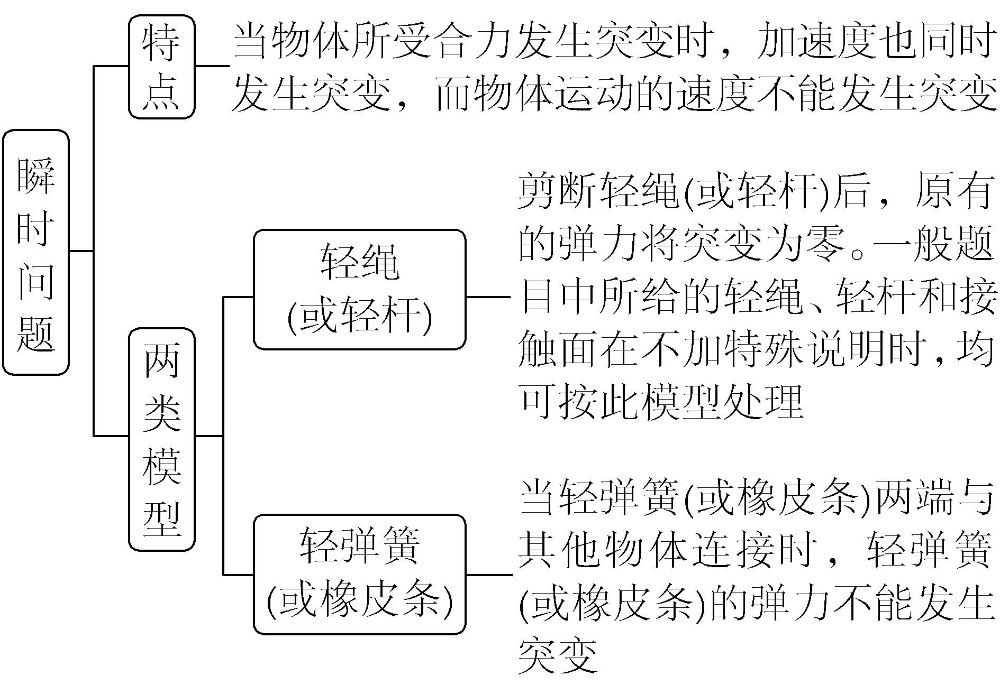 瞬时问题
特点
当物体所受合力发生突变时，加速度也同时
发生突变，而物体运动的速度不能发生突变
两类模型
轻绳
(或轻杆)
剪断轻绳(或轻杆)后，原有
的弹力将突变为零。一般题
目中所给的轻绳、轻杆和接
触面在不加特殊说明时，均
可按此模型处理
轻弹簧
(或橡皮条)
当轻弹簧(或橡皮条)两端与
其他物体连接时，轻弹簧
(或橡皮条)的弹力不能发生
突变